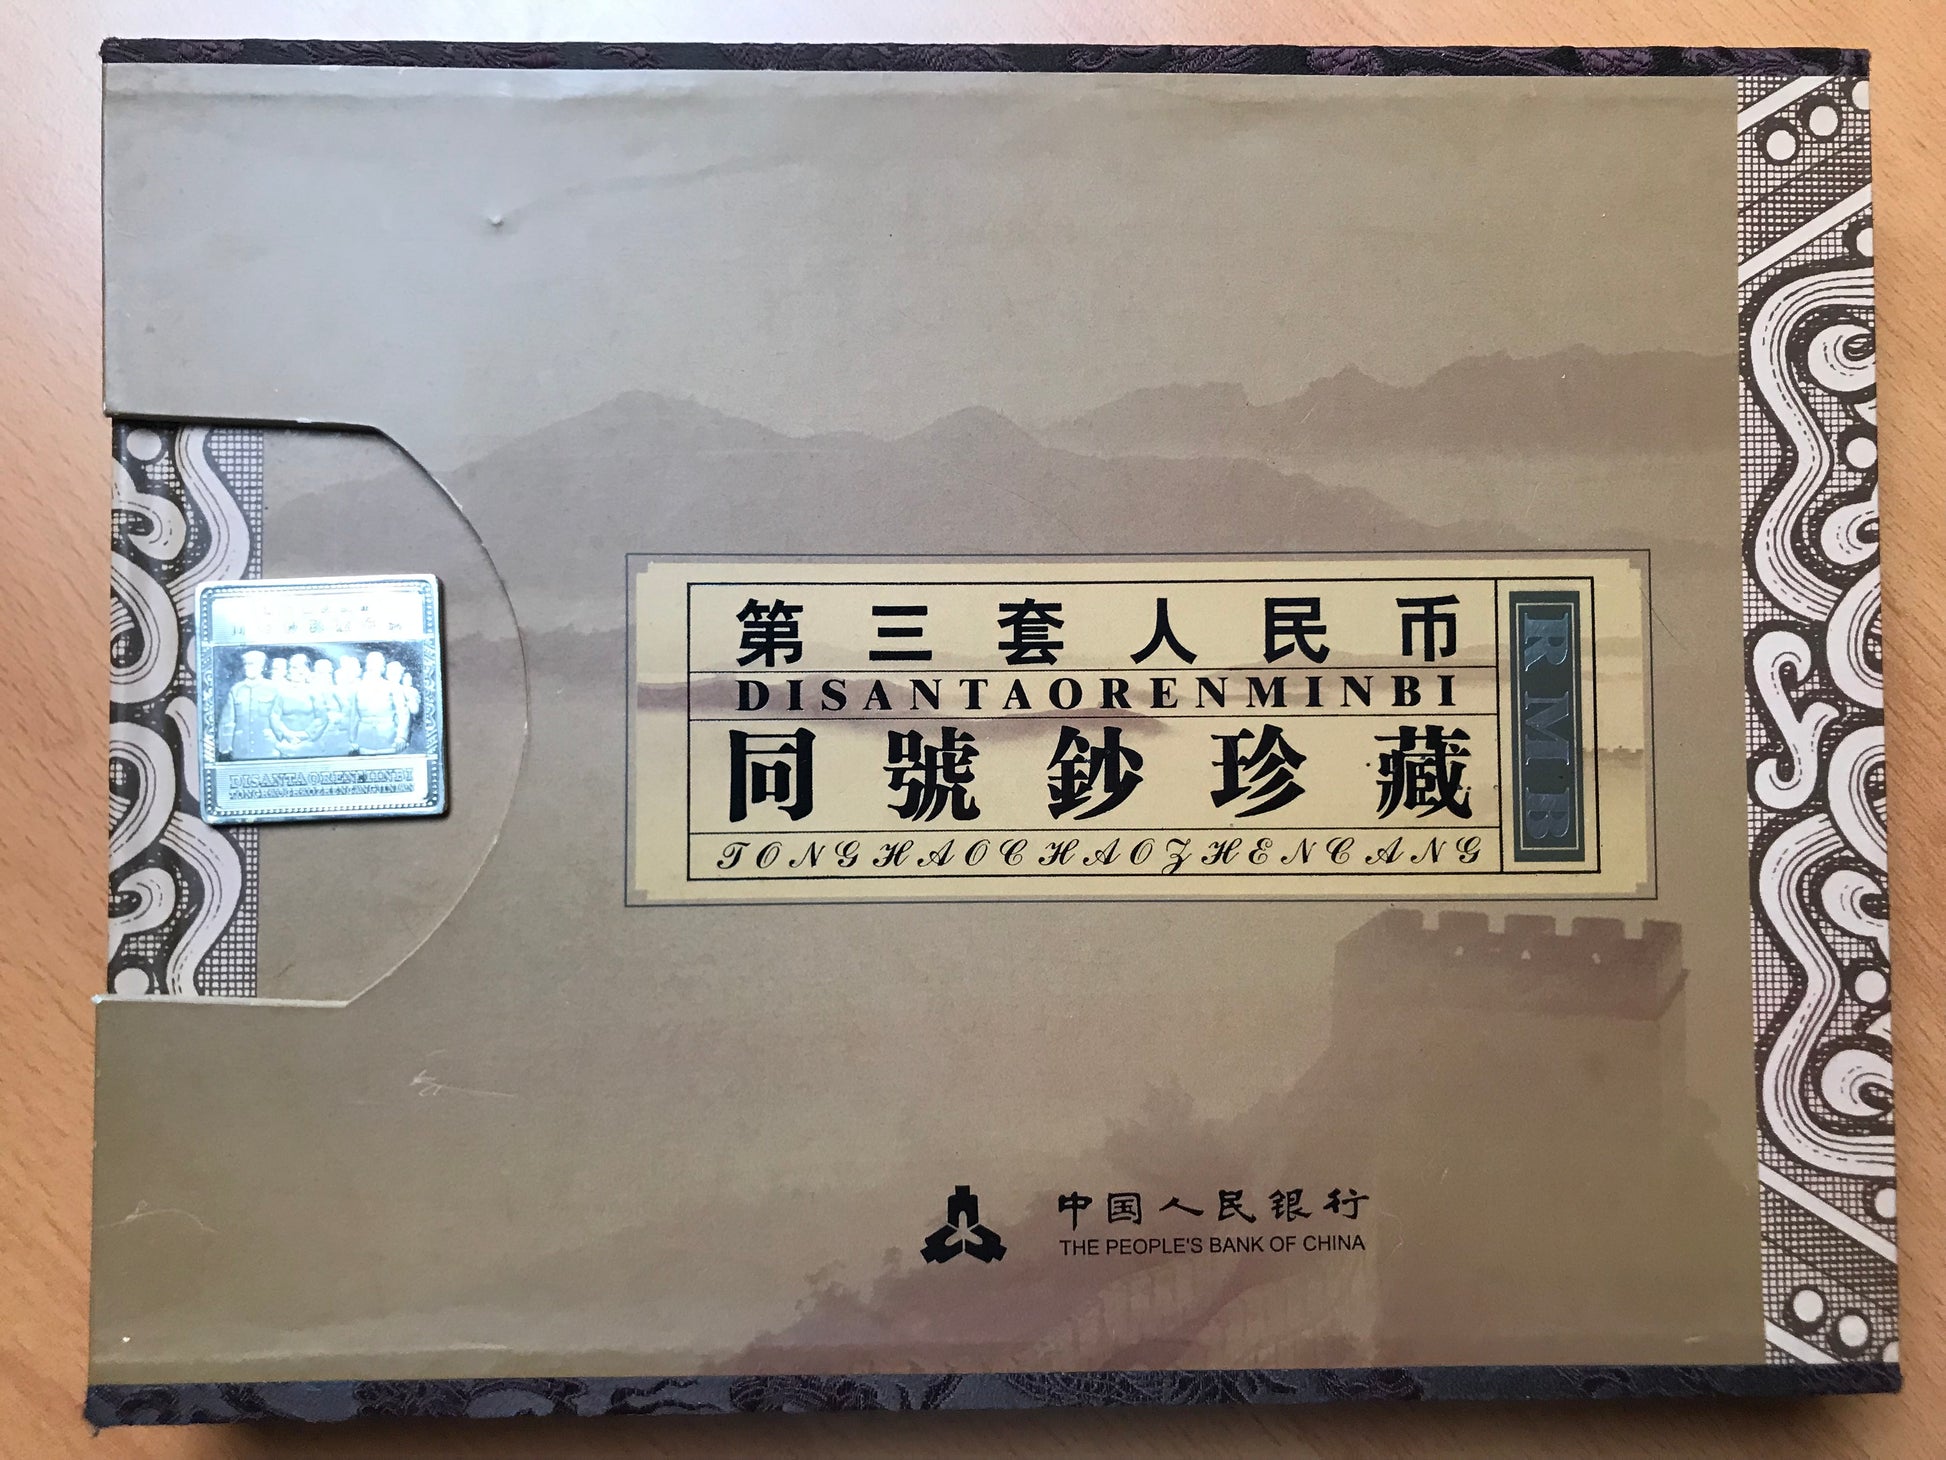 第三套人民币
DISANTAORENMINBI
同號鈔珍藏
TONGHAOCHAOZHENCANG
RMB
DISANTAORENMINBI
中国人民银行
THE PEOPLE'S BANK OF CHINA